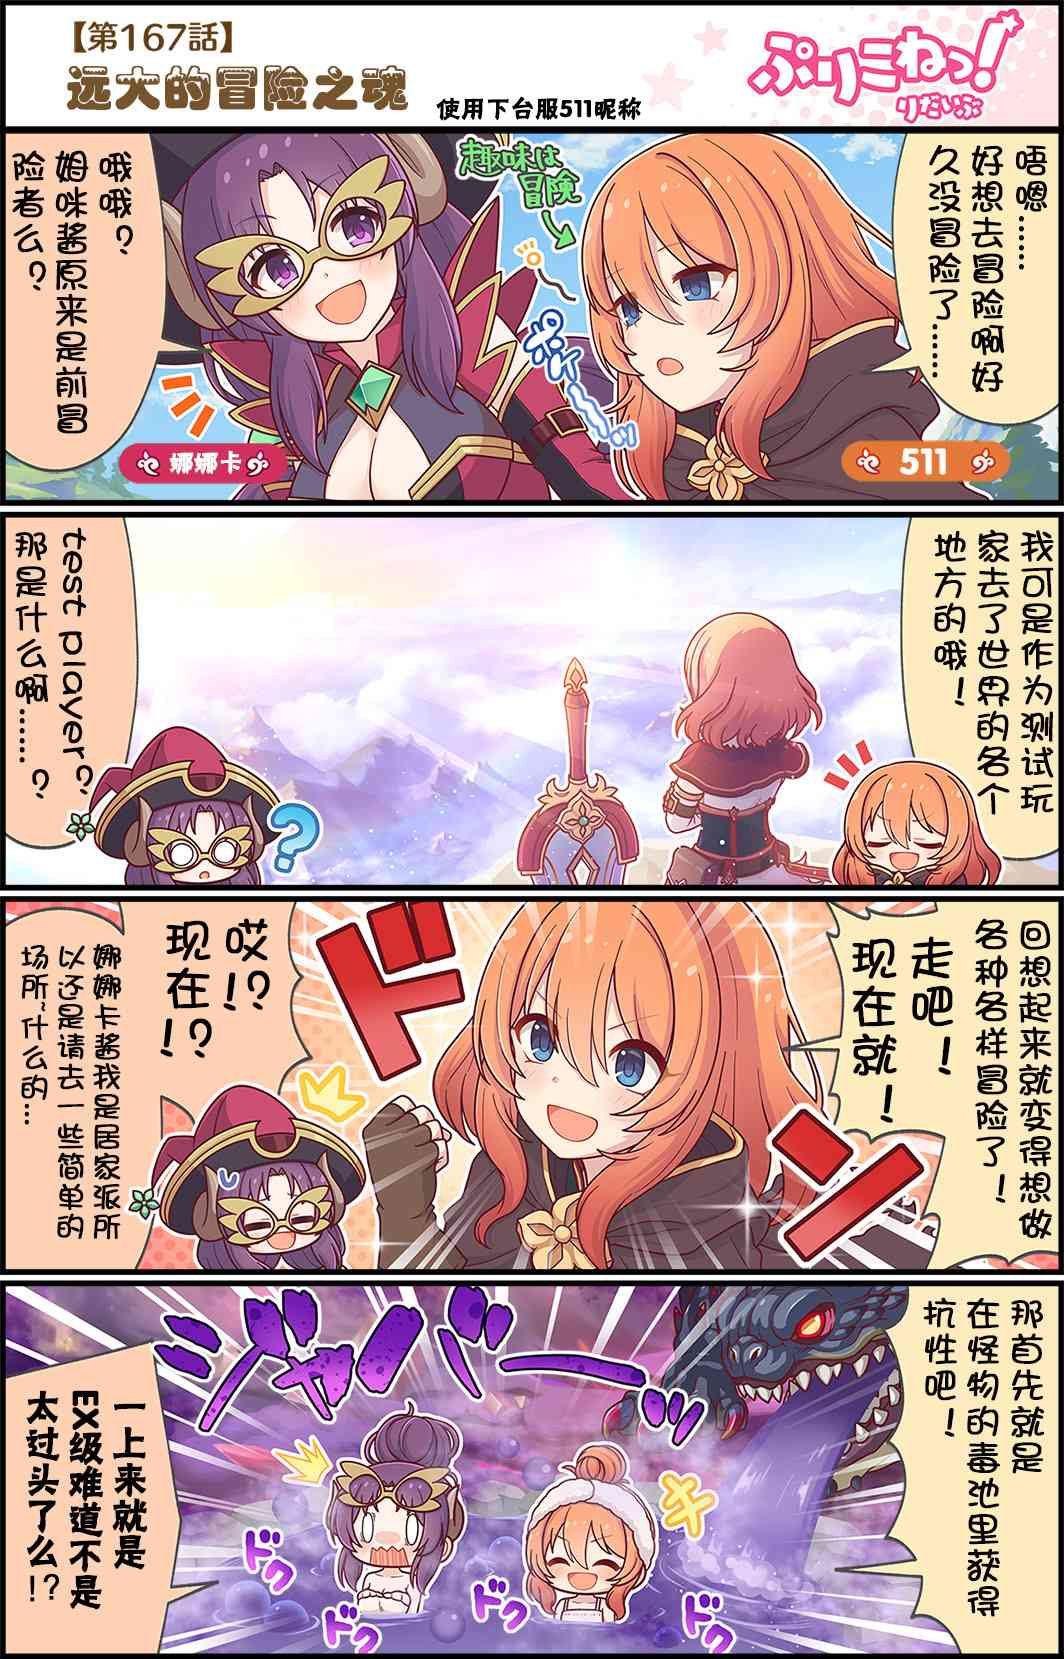 【第167話】
远大的冒险之魂
使用下台服511昵称
ぷりこねっ!
りだいぶ
唔嗯……
好想去冒险啊好
久没冒险了……
趣味は
冒険
ポイ〜〜ッ
哦哦?
姆咪酱原来是前冒
险者么?
娜娜卡
511
我可是作为测试玩
家去了世界的各个
地方的哦!
test player?
那是什么啊……?
?
回想起来就变得想做
各种各样冒险了!
走吧!
现在就!
ドン
哎!?
现在!?
娜娜卡酱我是居家派所
以还是请去一些简单的
场所~什么的…
那首先就是
在怪物的毒池里获得
抗性吧!
ジャバーッ
一上来就是
EX级难道不是
太过头了么!?
キャ
ドク
ドク
ドク
ドク